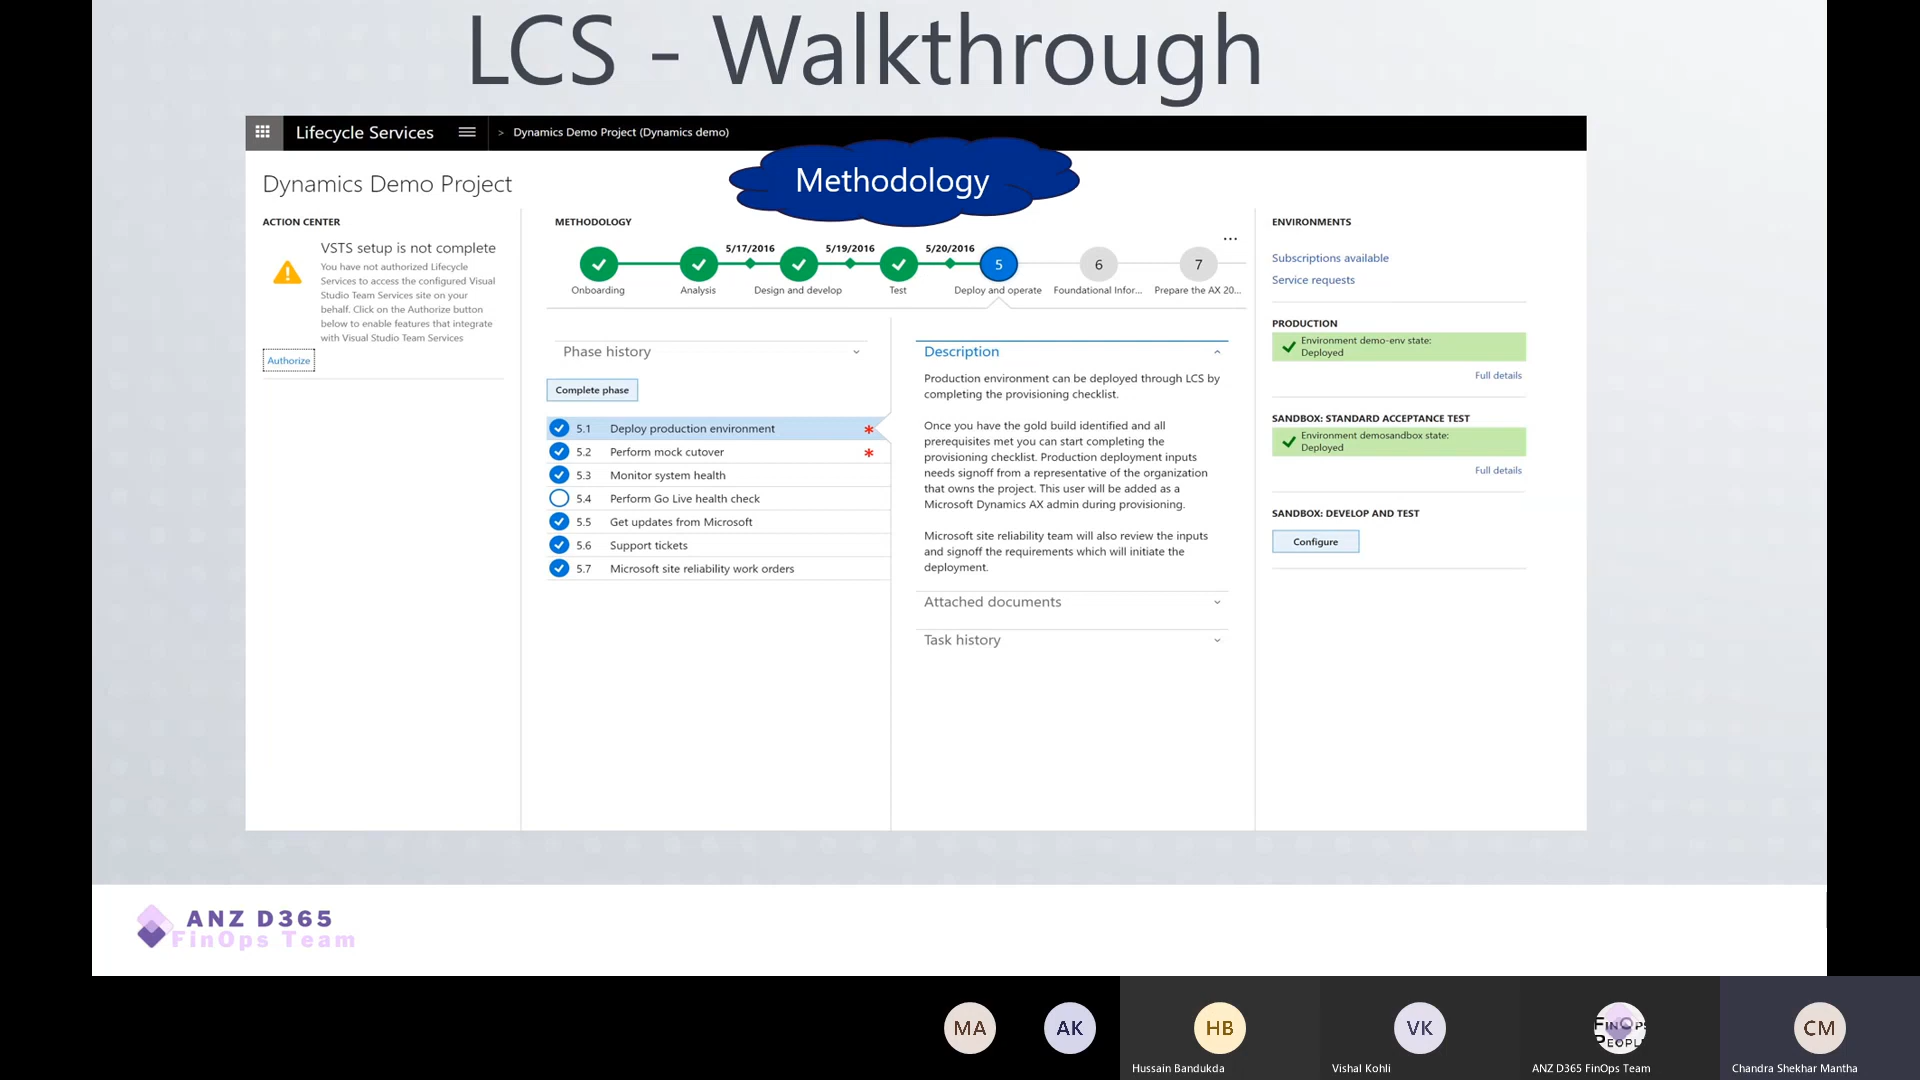 LCS - Walkthrough
Lifecycle Services
> Dynamics Demo Project (Dynamics demo)
Methodology
Dynamics Demo Project
ACTION CENTER
VSTS setup is not complete
You have not authorized Lifecycle
Services to access the configured Visual
Studio Team Services site on your
behalf. Click on the Authorize button
below to enable features that integrate
with Visual Studio Team Services
Authorize
METHODOLOGY
5/17/2016 5/19/2016 5/20/2016
5 6 7
Onboarding Analysis Design and develop Test Deploy and operate Foundational Infor... Prepare the AX 20...
Phase history
Complete phase
5.1 Deploy production environment *
5.2 Perform mock cutover *
5.3 Monitor system health
5.4 Perform Go Live health check
5.5 Get updates from Microsoft
5.6 Support tickets
5.7 Microsoft site reliability work orders
Description
Production environment can be deployed through LCS by
completing the provisioning checklist.
Once you have the gold build identified and all
prerequisites met you can start completing the
provisioning checklist. Production deployment inputs
needs signoff from a representative of the organization
that owns the project. This user will be added as a
Microsoft Dynamics AX admin during provisioning.
Microsoft site reliability team will also review the inputs
and signoff the requirements which will initiate the
deployment.
Attached documents
Task history
ENVIRONMENTS
Subscriptions available
Service requests
PRODUCTION
Environment demo-env state:
Deployed
Full details
SANDBOX: STANDARD ACCEPTANCE TEST
Environment demosandbox state:
Deployed
Full details
SANDBOX: DEVELOP AND TEST
Configure
ANZ D365
FinOps Team
MA
AK
HB
Hussain Bandukda
VK
Vishal Kohli
FINOPS
PEOPL
ANZ D365 FinOps Team
CM
Chandra Shekhar Mantha